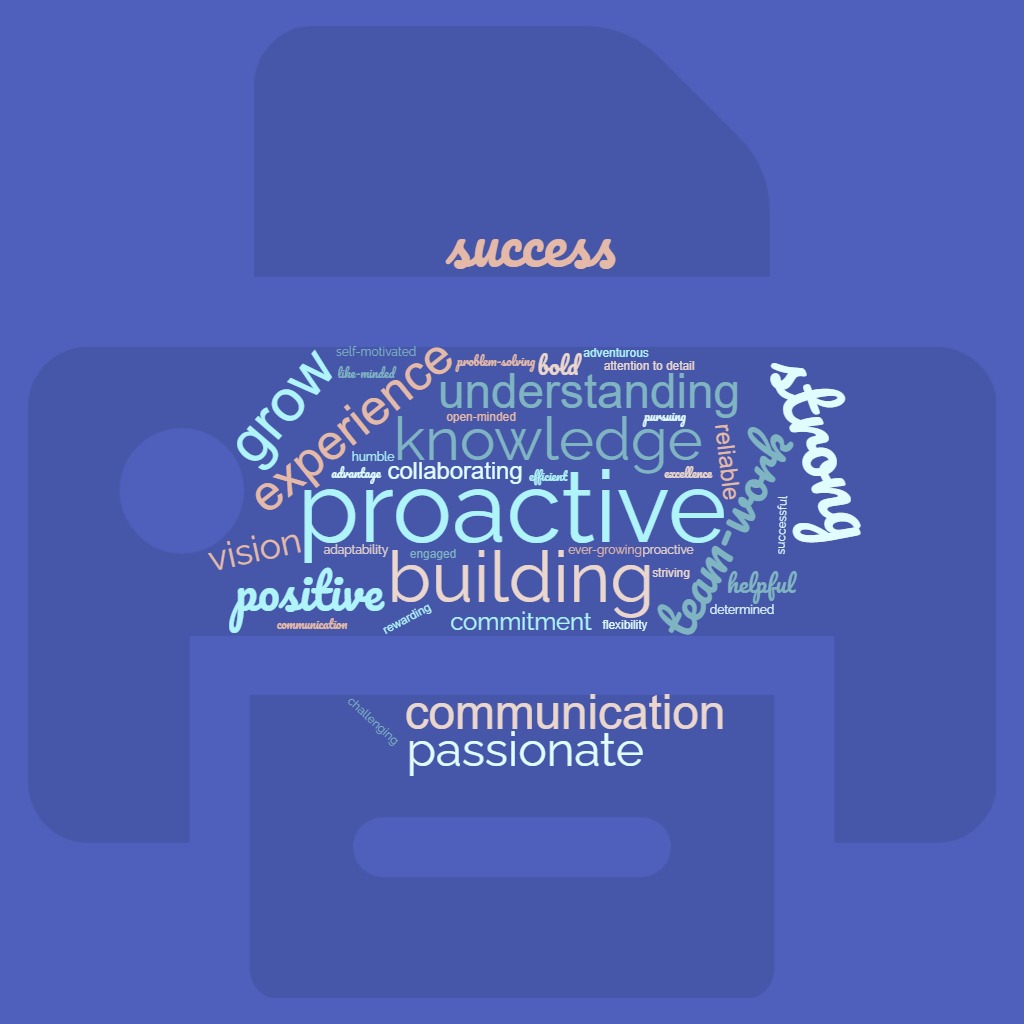 success
self-motivated
like-minded
grow
experience
problem-solving
bold
adventurous
attention to detail
understanding
open-minded
pursuing
strong
knowledge
reliable
team-work
humble
advantage
collaborating
efficient
excellence
proactive
successful
vision
adaptability
engaged
ever-growing
proactive
building
striving
positive
helpful
determined
communication
rewarding
commitment
flexibility
challenging
communication
passionate